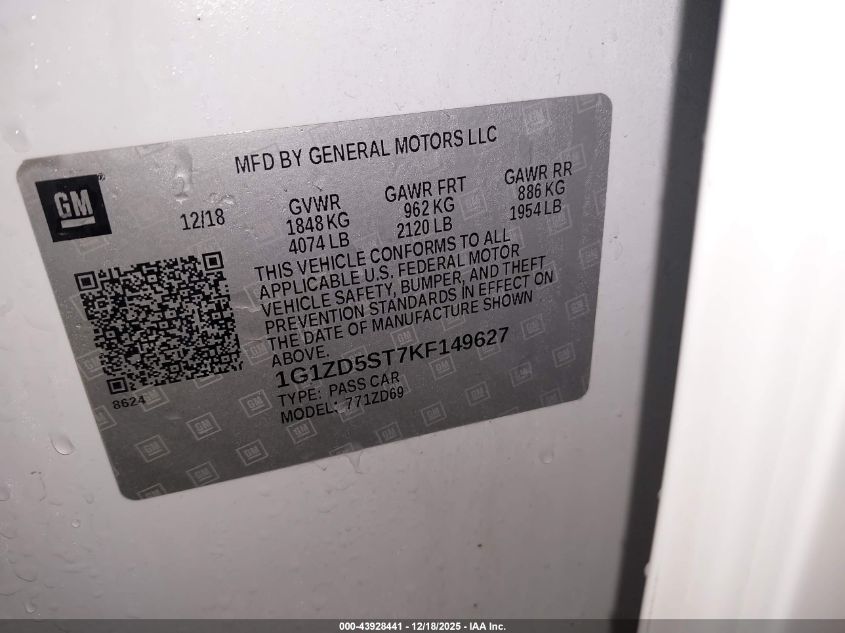 MFD BY GENERAL MOTORS LLC
GM
12/18
GVWR
1848 KG
4074 LB
GAWR FRT
962 KG
2120 LB
GAWR RR
886 KG
1954 LB
THIS VEHICLE CONFORMS TO ALL
APPLICABLE U.S. FEDERAL MOTOR
VEHICLE SAFETY, BUMPER, AND THEFT
PREVENTION STANDARDS IN EFFECT ON
THE DATE OF MANUFACTURE SHOWN
ABOVE.
1G1ZD5ST7KF149627
TYPE: PASS CAR
MODEL: 771ZD69
8624
000-43928441 - 12/18/2025 - IAA Inc.